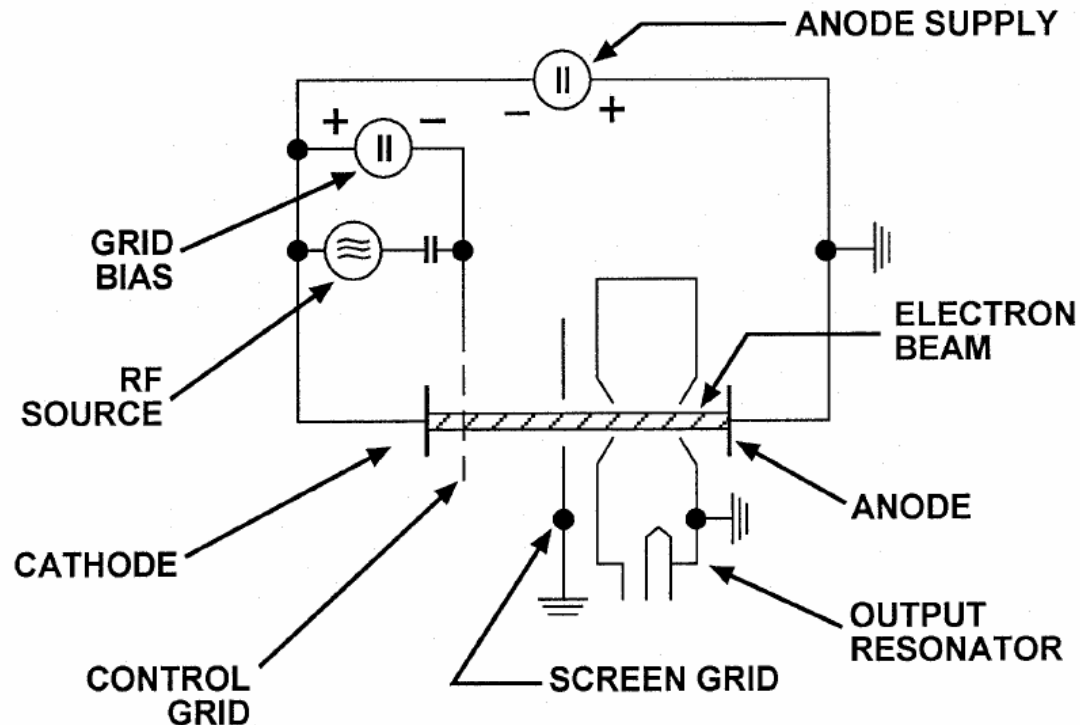 ANODE SUPPLY
- +
+ -
GRID
BIAS
RF
SOURCE
ELECTRON
BEAM
ANODE
CATHODE
OUTPUT
RESONATOR
CONTROL
GRID
SCREEN GRID